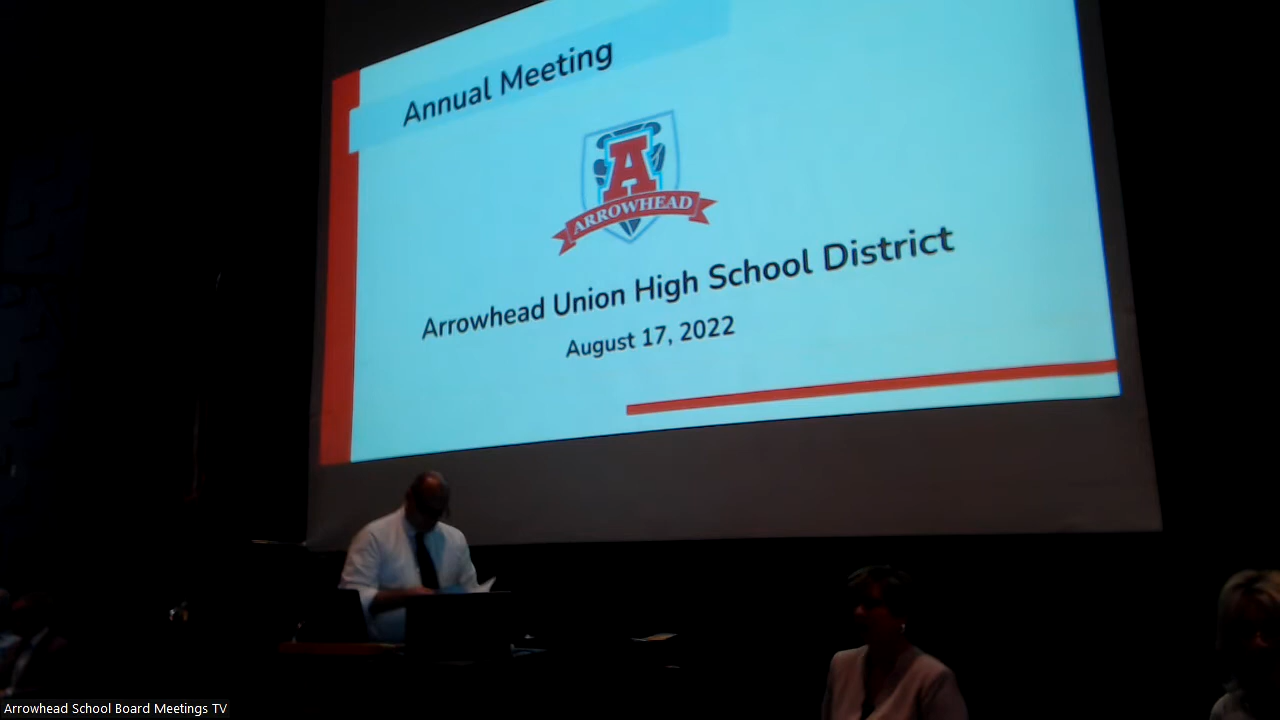 Annual Meeting
A
ARROWHEAD
Arrowhead Union High School District
August 17, 2022
Arrowhead School Board Meetings TV